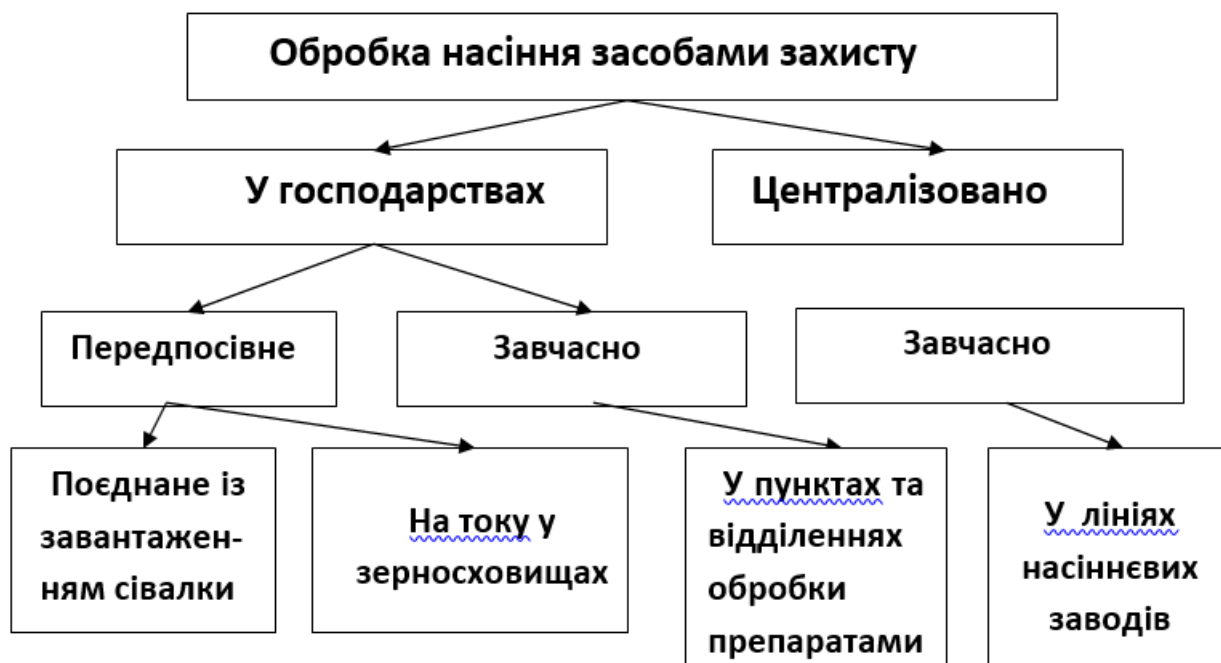 Обробка насіння засобами захисту
У господарствах
Централізовано
Передпосівне
Завчасно
Завчасно
Поєднане із
завантажен-
ням сівалки
На току у
зерносховищах
У пунктах та
відділеннях
обробки
препаратами
У лініях
насіннєвих
заводів